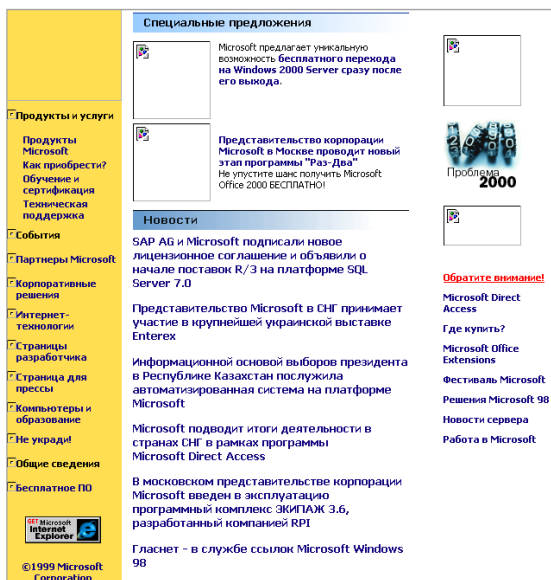 Продукты и услуги
Продукты
Microsoft
Как приобрести?
Обучение и
сертификация
Техническая
поддержка
События
Партнеры Microsoft
Корпоративные
решения
Интернет-
технологии
Страницы
разработчика
Страница для
прессы
Компьютеры и
образование
Не укради!
Общие сведения
Бесплатное ПО
GET Microsoft
Internet
Explorer
©1999 Microsoft
Corporation
Специальные предложения
Microsoft предлагает уникальную
возможность бесплатного перехода
на Windows 2000 Server сразу после
его выхода.
Представительство корпорации
Microsoft в Москве проводит новый
этап программы "Раз-Два"
Не упустите шанс получить Microsoft
Office 2000 БЕСПЛАТНО!
Новости
SAP AG и Microsoft подписали новое
лицензионное соглашение и объявили о
начале поставок R/3 на платформе SQL
Server 7.0
Представительство Microsoft в СНГ принимает
участие в крупнейшей украинской выставке
Enterex
Информационной основой выборов президента
в Республике Казахстан послужила
автоматизированная система на платформе
Microsoft
Microsoft подводит итоги деятельности в
странах СНГ в рамках программы
Microsoft Direct Access
В московском представительстве корпорации
Microsoft введен в эксплуатацию
программный комплекс ЭКИПАЖ 3.6,
разработанный компанией RPI
Гласнет - в службе ссылок Microsoft Windows
98
Проблема
2000
Обратите внимание!
Microsoft Direct
Access
Где купить?
Microsoft Office
Extensions
Фестиваль Microsoft
Решения Microsoft 98
Новости сервера
Работа в Microsoft